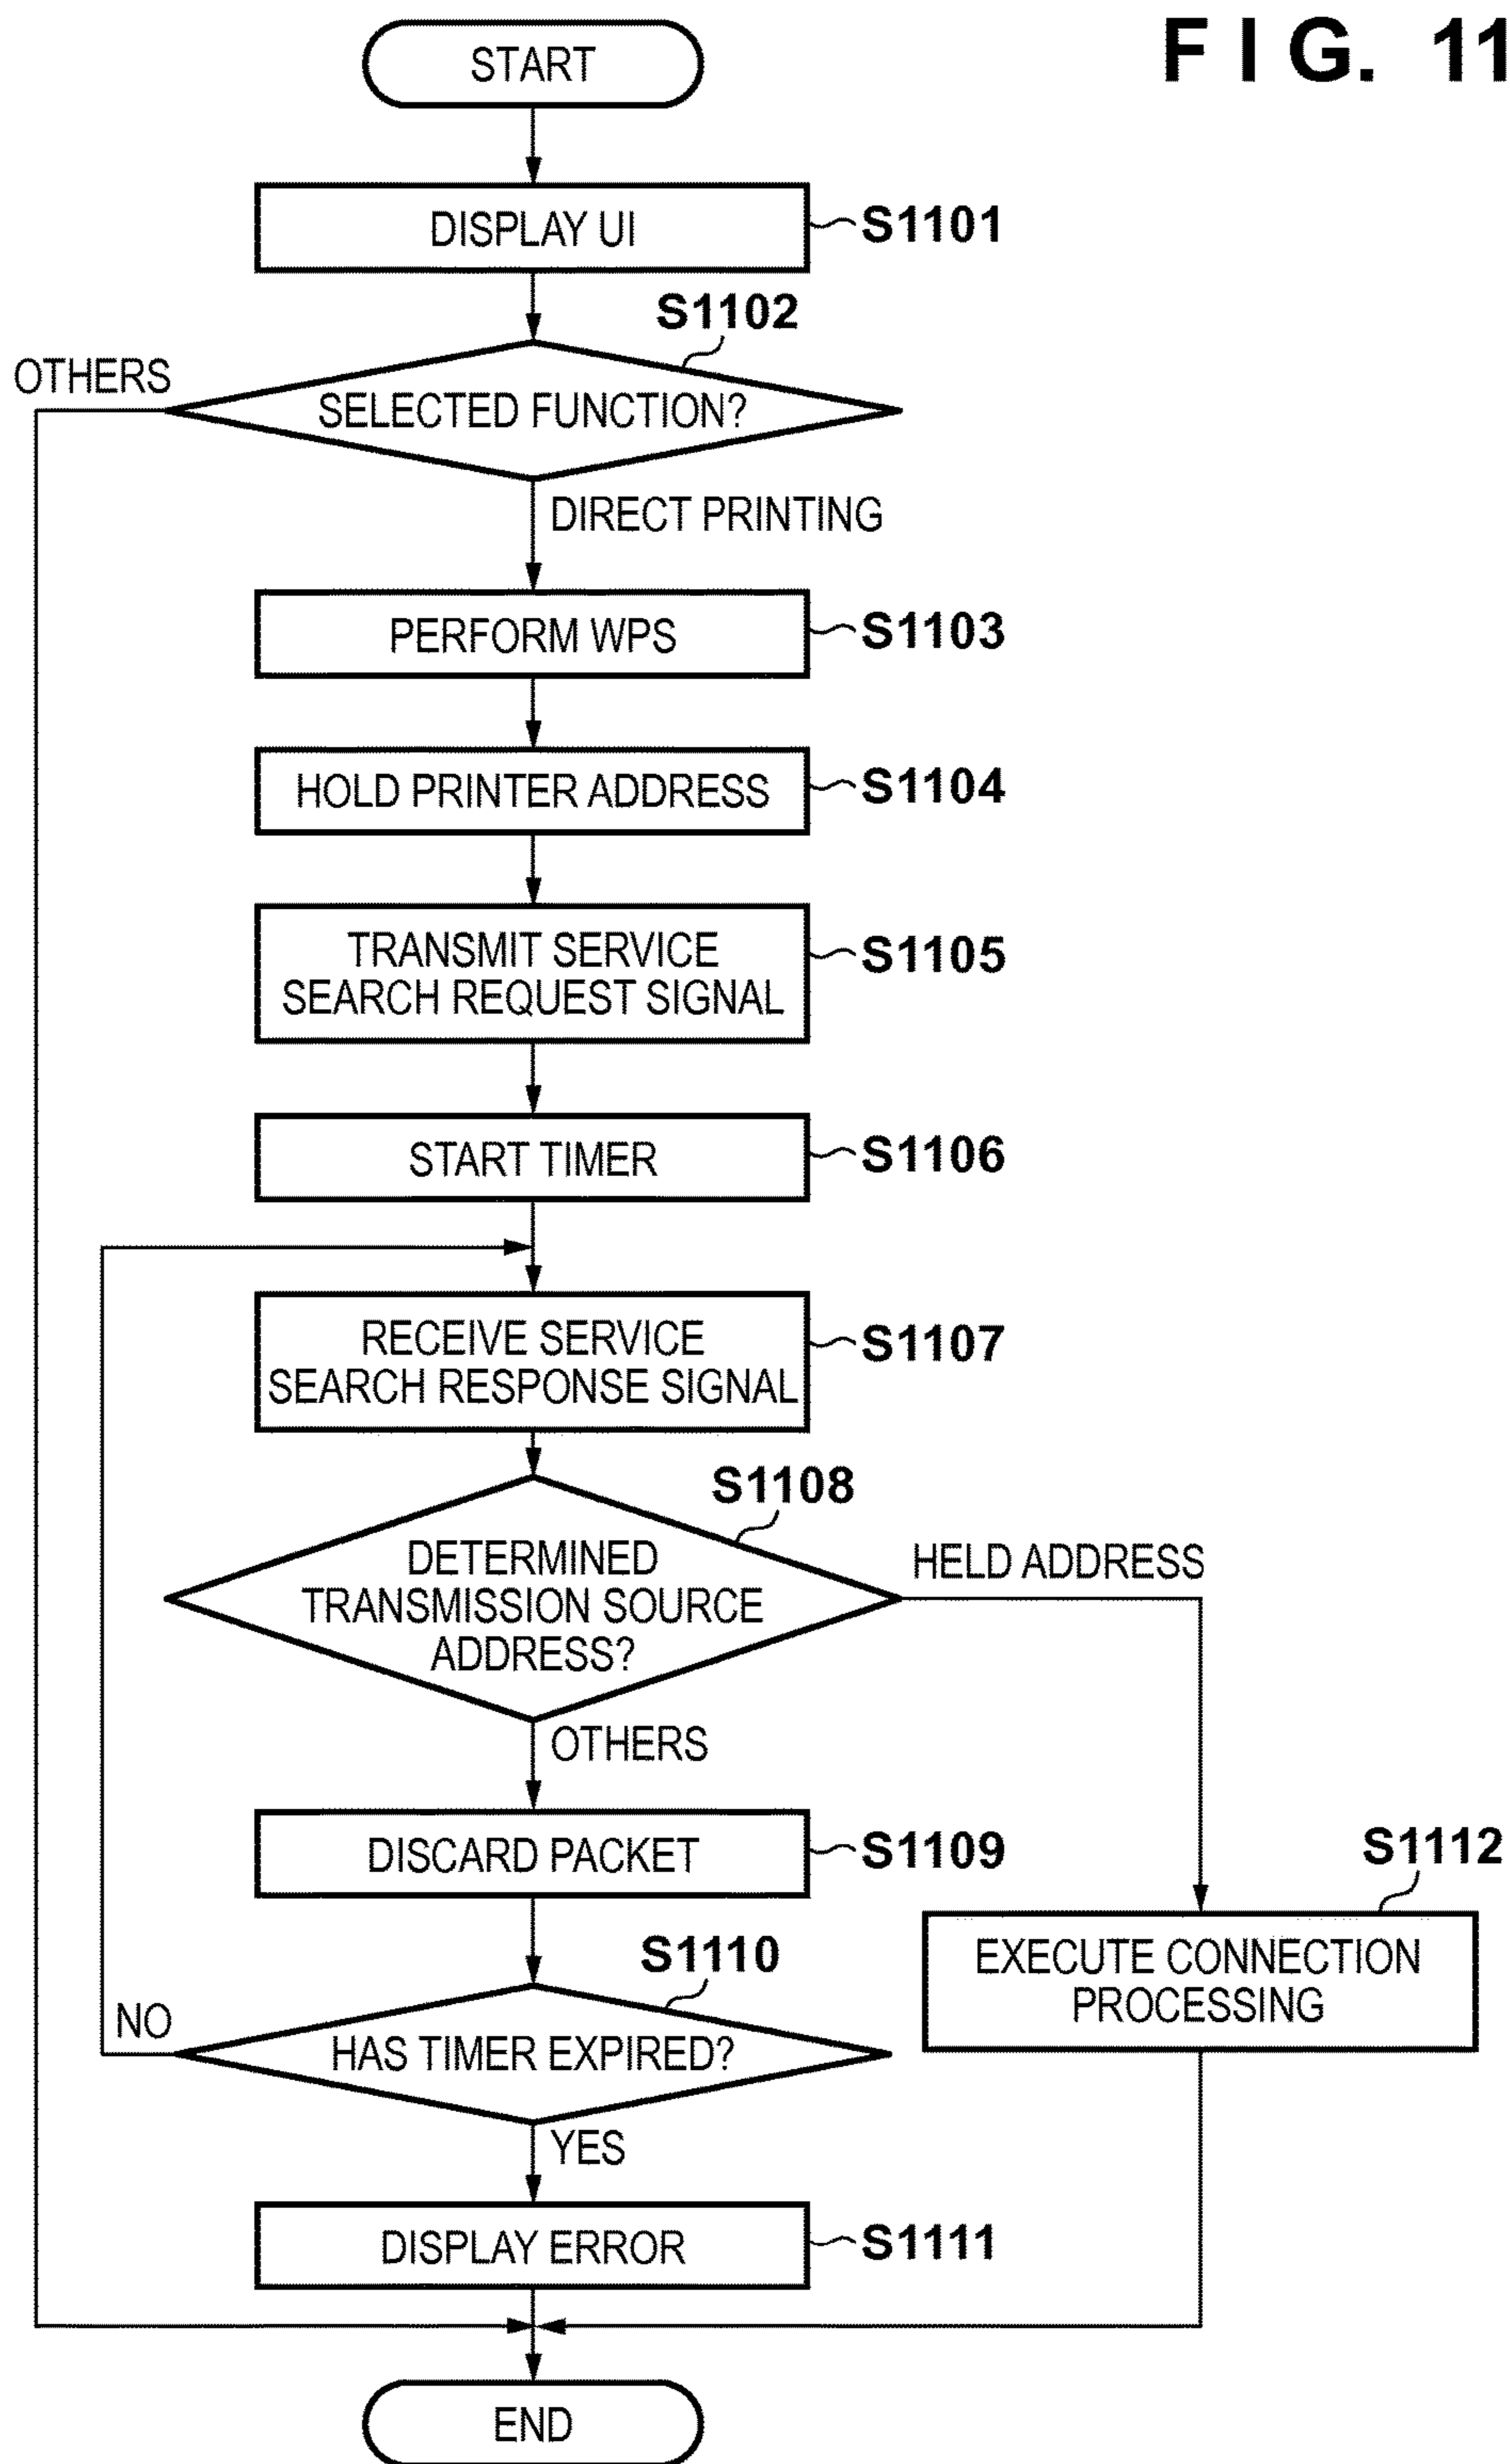 FIG. 11
START
DISPLAY UI
S1101
S1102
OTHERS
SELECTED FUNCTION?
DIRECT PRINTING
PERFORM WPS
S1103
HOLD PRINTER ADDRESS
S1104
TRANSMIT SERVICE
SEARCH REQUEST SIGNAL
S1105
START TIMER
S1106
RECEIVE SERVICE
SEARCH RESPONSE SIGNAL
S1107
S1108
DETERMINED
TRANSMISSION SOURCE
ADDRESS?
HELD ADDRESS
OTHERS
DISCARD PACKET
S1109
S1112
EXECUTE CONNECTION
PROCESSING
S1110
NO
HAS TIMER EXPIRED?
YES
DISPLAY ERROR
S1111
END